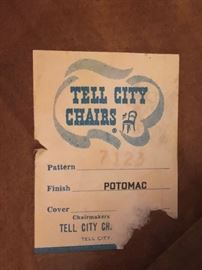 TELL CITY
CHAIRS ®
7123
Pattern
Finish POTOMAC
Cover
Chairmakers
TELL CITY CH
TELL CITY